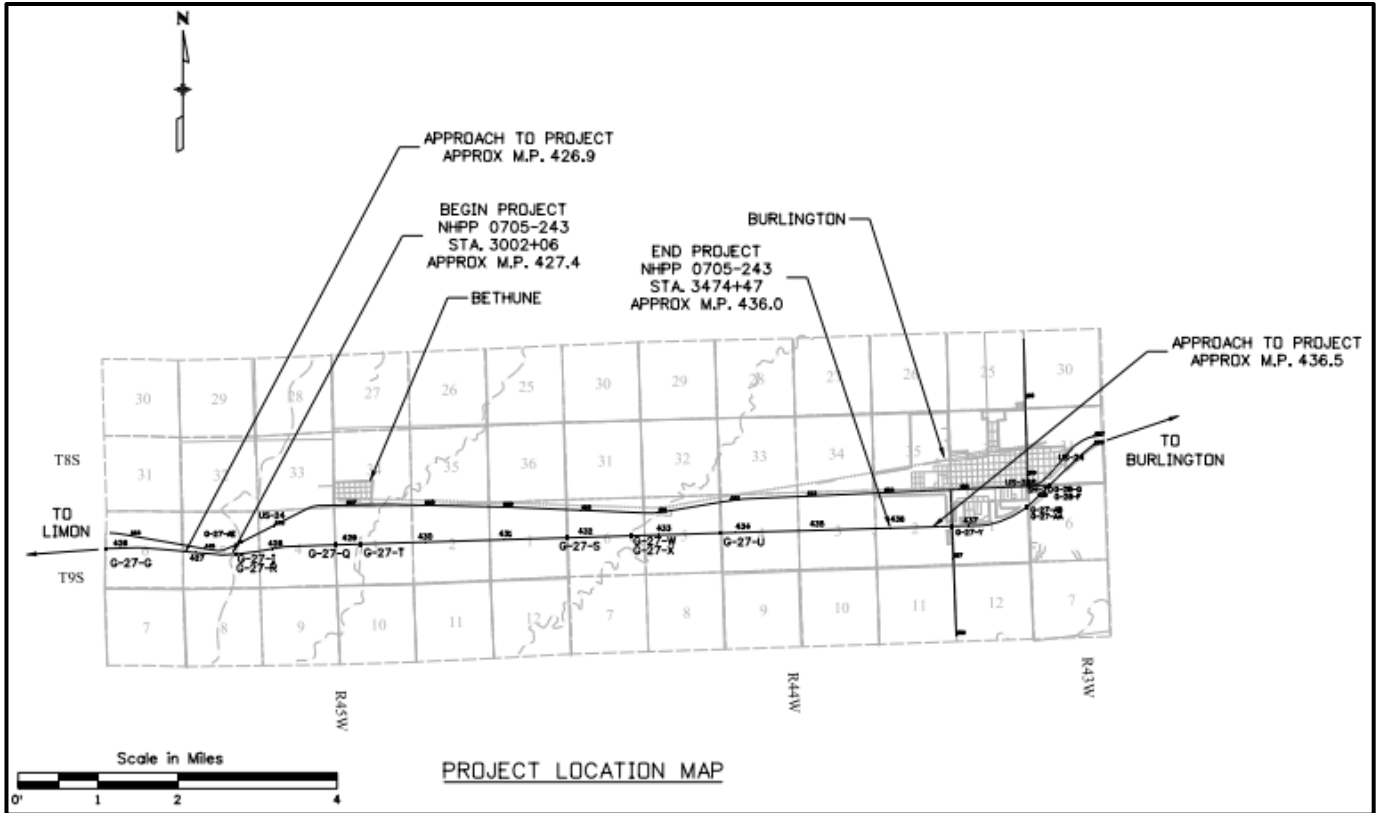 N
APPROACH TO PROJECT
APPROX M.P. 426.9
BEGIN PROJECT
NHPP 0705-243
STA. 3002+06
APPROX M.P. 427.4
BETHUNE
BURLINGTON
END PROJECT
NHPP 0705-243
STA. 3474+47
APPROX M.P. 436.0
APPROACH TO PROJECT
APPROX M.P. 436.5
30 29 28 27 26 25 30 29 28 27 26 25 30
T8S
31 32 33 34 35 36 31 32 33 34 35 31
US-24
US-24
TO
BURLINGTON
TO
LIMON
T9S
427 430 431 432 433 434 435 436 437
G-27-G
G-27-I
G-27-R
G-27-Q
G-27-T
G-27-S
G-27-W
G-27-X
G-27-U
G-27-Y
G-27-AA
6 2 1 6 5 4 3 2 6
7 8 9 10 11 12 7 8 9 10 11 12 7
R45W
R44W
R43W
Scale in Miles
0' 1 2 4
PROJECT LOCATION MAP